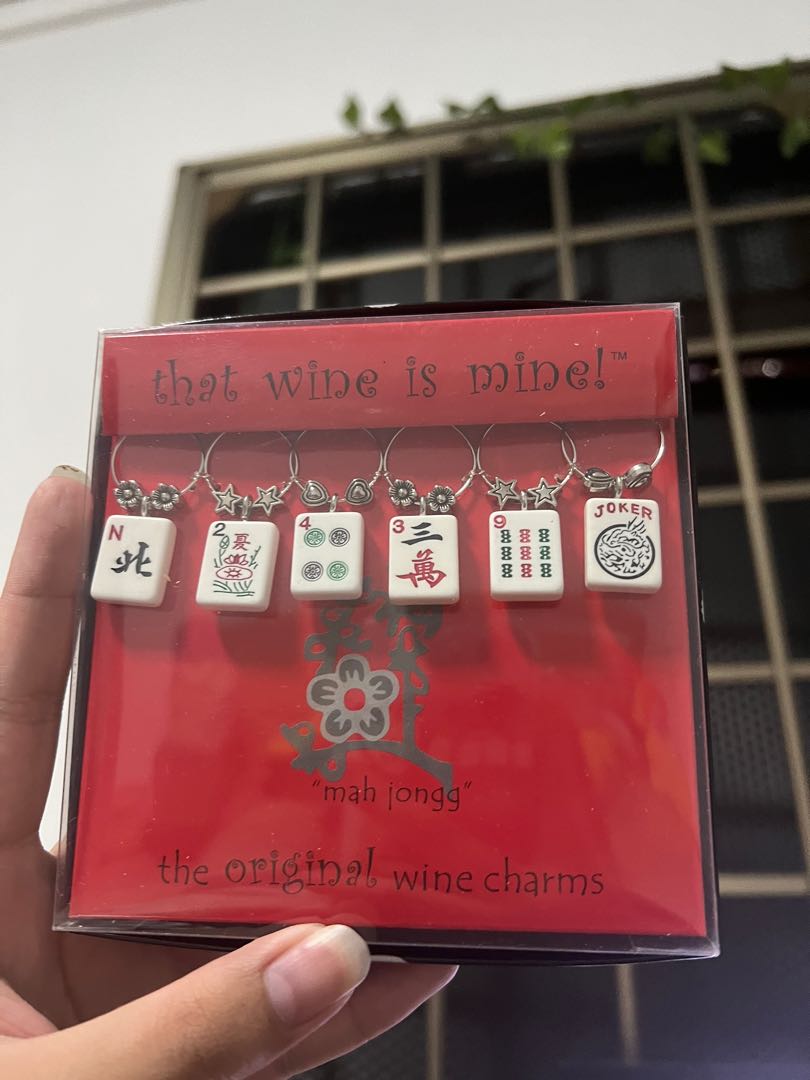 that wine is mine!™
N
北
2
夏
4
3
三
萬
9
JOKER
"mah jongg"
the original wine charms